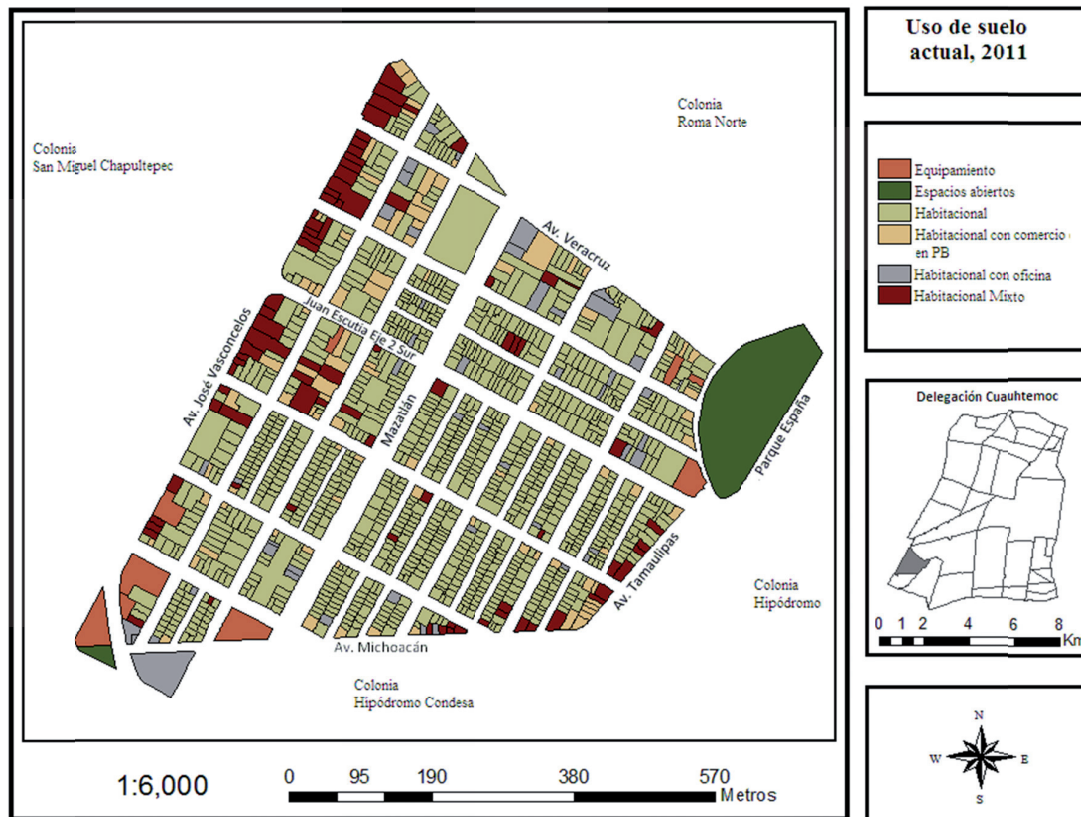 Uso de suelo
actual, 2011
Colonia
Roma Norte
Colonia
San Miguel Chapultepec
Equipamiento
Espacios abiertos
Habitacional
Habitacional con comercio
en PB
Habitacional con oficina
Habitacional Mixto
Av. Veracruz
Juan Escutia Eje 2 Sur
Av. José Vasconcelos
Mazatlán
Parque España
Av. Tamaulipas
Av. Michoacán
Colonia
Hipódromo
Colonia
Hipódromo Condesa
Delegación Cuauhtemoc
0 1 2 4 6 8
Km
N
W E
S
1:6,000
0 95 190 380 570
Metros